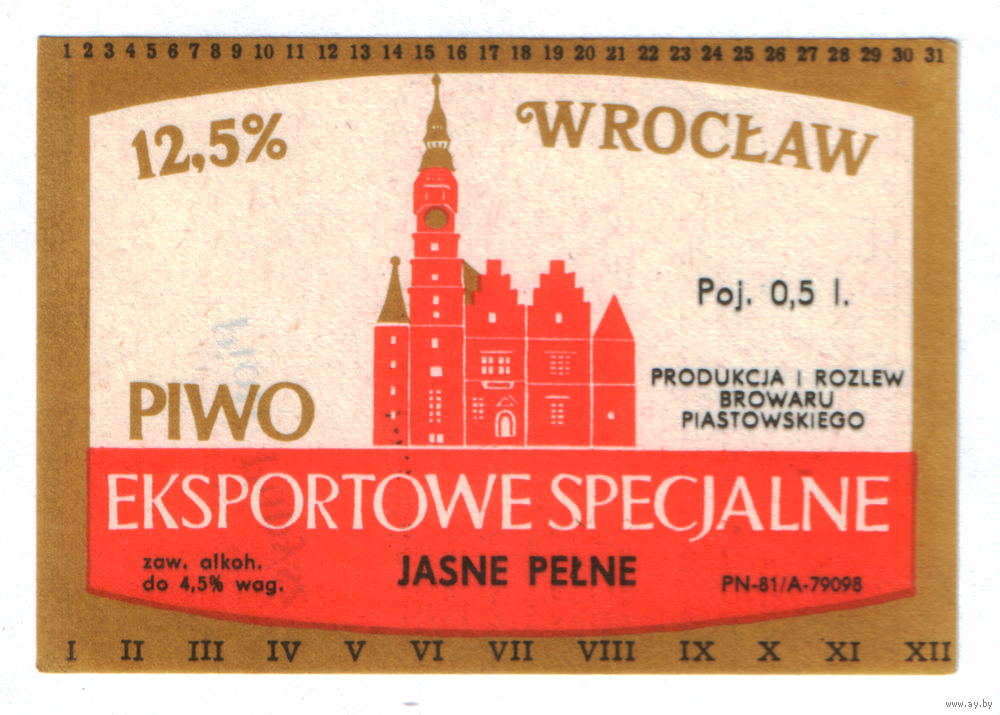 1 2 3 4 5 6 7 8 9 10 11 12 13 14 15 16 17 18 19 20 21 22 23 24 25 26 27 28 29 30 31
12,5%
WROCŁAW
Poj. 0,5 l.
PRODUKCJA I ROZLEW
BROWARU
PIASTOWSKIEGO
PIWO
EKSPORTOWE SPECJALNE
zaw. alkoh.
do 4,5% wag.
JASNE PEŁNE
PN-81/A-79098
I II III IV V VI VII VIII IX X XI XII
www.ay.by